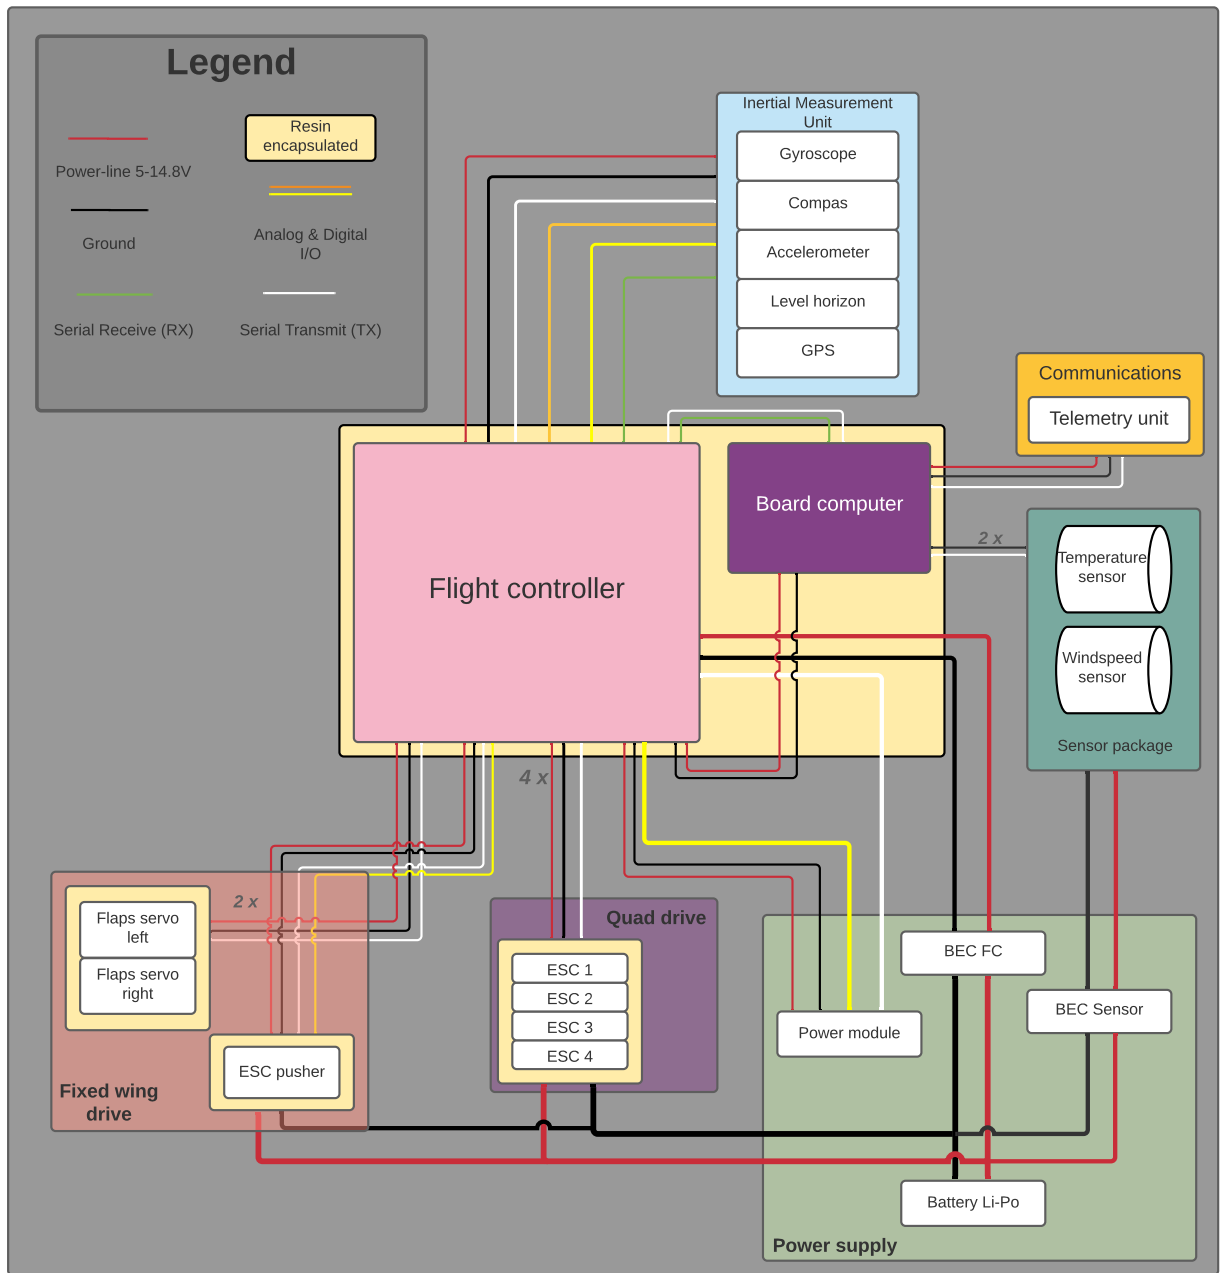 Legend
Resin
encapsulated
Power-line 5-14.8V
Ground
Analog & Digital
I/O
Serial Receive (RX)
Serial Transmit (TX)
Inertial Measurement
Unit
Gyroscope
Compas
Accelerometer
Level horizon
GPS
Communications
Telemetry unit
Flight controller
Board computer
2 x
Temperature
sensor
Windspeed
sensor
Sensor package
4 x
2 x
Flaps servo
left
Flaps servo
right
ESC pusher
Fixed wing
drive
Quad drive
ESC 1
ESC 2
ESC 3
ESC 4
BEC FC
BEC Sensor
Power module
Battery Li-Po
Power supply